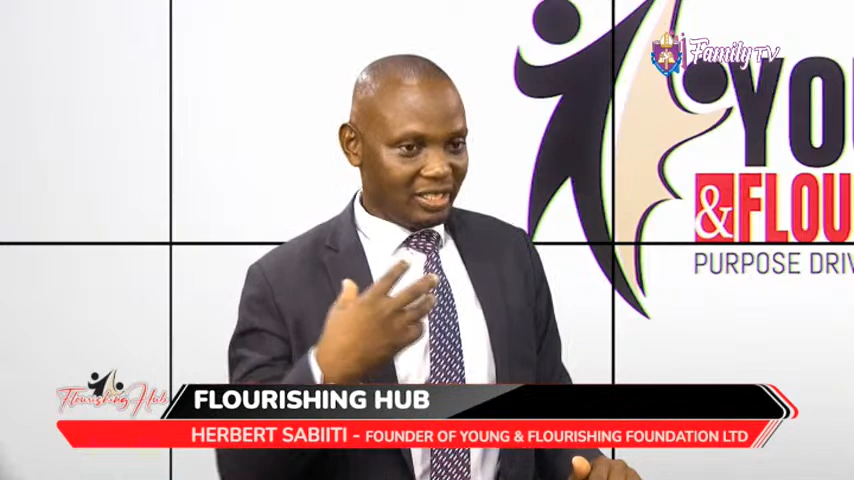 Family TV
YOU
&FLOU
PURPOSE DRIV
Flourishing Hub
FLOURISHING HUB
HERBERT SABIITI - FOUNDER OF YOUNG & FLOURISHING FOUNDATION LTD